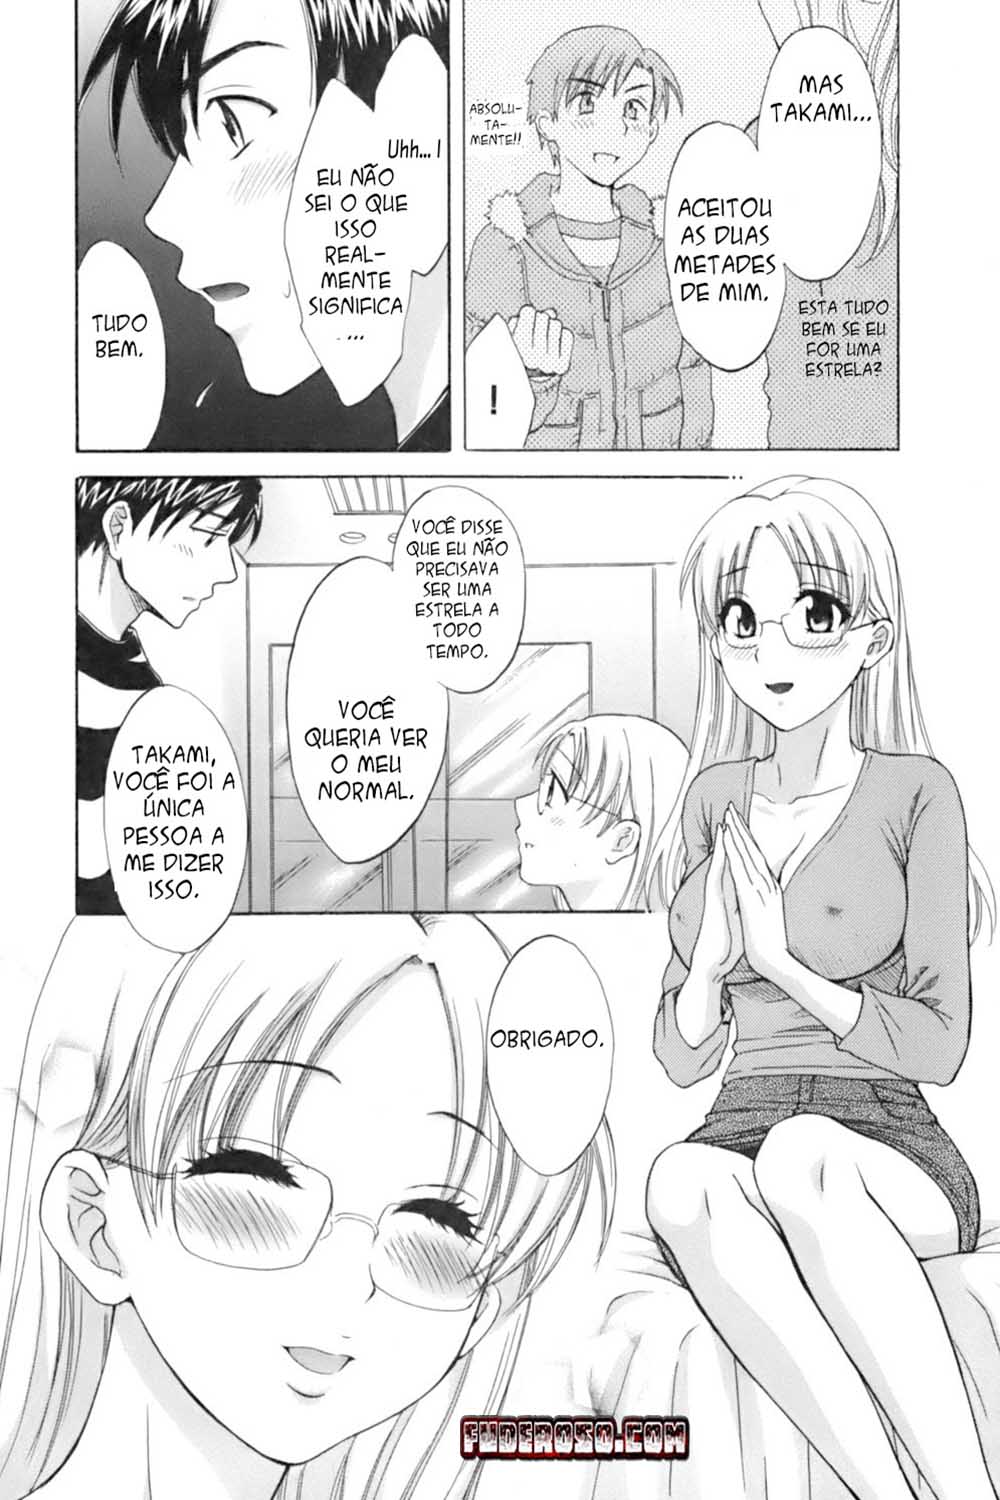 MAS
TAKAMI...
ACEITOU
AS DUAS
METADES
DE MIM.
ESTA TUDO
BEM SE EU
FOR UMA
ESTRELA?
ABSOLU-
TA-
MENTE!!
!
Uhh... I
EU NÃO
SEI O QUE
ISSO
REAL-
MENTE
SIGNIFICA
...
TUDO
BEM.
VOCÊ DISSE
QUE EU NÃO
PRECISAVA
SER UMA
ESTRELA A
TODO
TEMPO.
VOCÊ
QUERIA VER
O MEU
NORMAL.
TAKAMI,
VOCÊ FOI A
ÚNICA
PESSOA A
ME DIZER
ISSO.
OBRIGADO.
FUDEROSO.COM